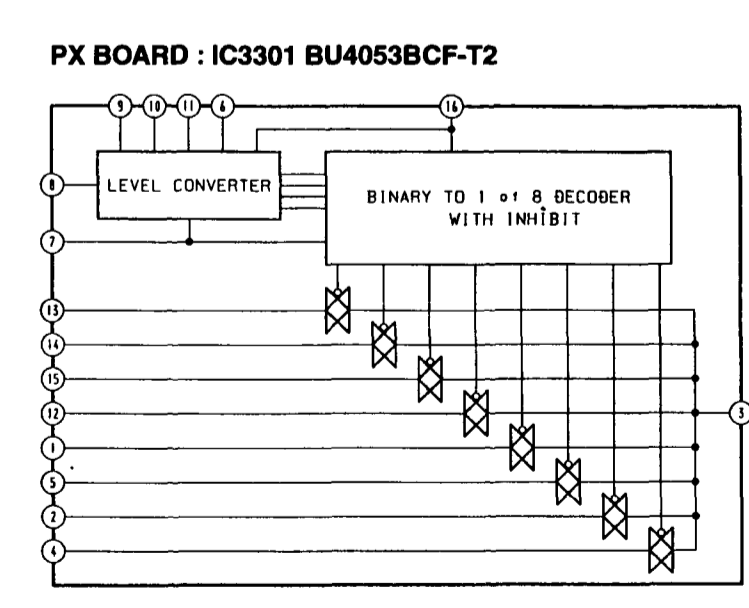 PX BOARD : IC3301 BU4053BCF-T2
9 10 11 6 16
8 LEVEL CONVERTER
BINARY TO 1 of 8 DECODER
WITH INHIBIT
7
13
14
15
12
3
1
5
2
4